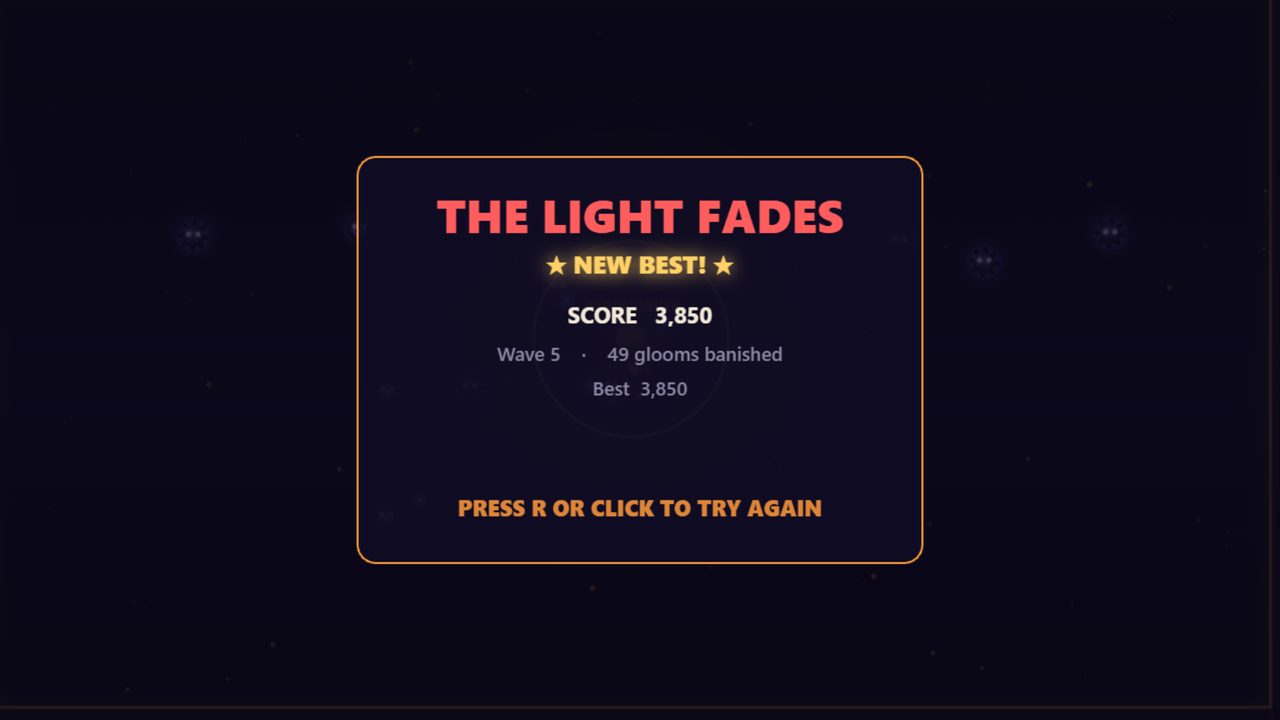 THE LIGHT FADES
★ NEW BEST! ★
SCORE 3,850
Wave 5 · 49 glooms banished
Best 3,850
PRESS R OR CLICK TO TRY AGAIN